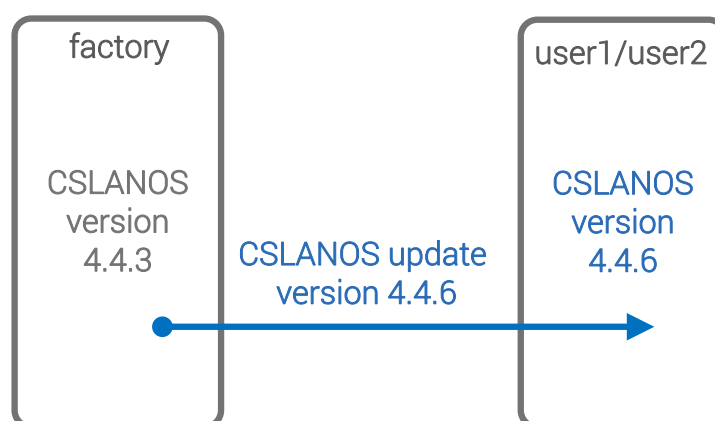 factory
CSLANOS
version
4.4.3
CSLANOS update
version 4.4.6
user1/user2
CSLANOS
version
4.4.6